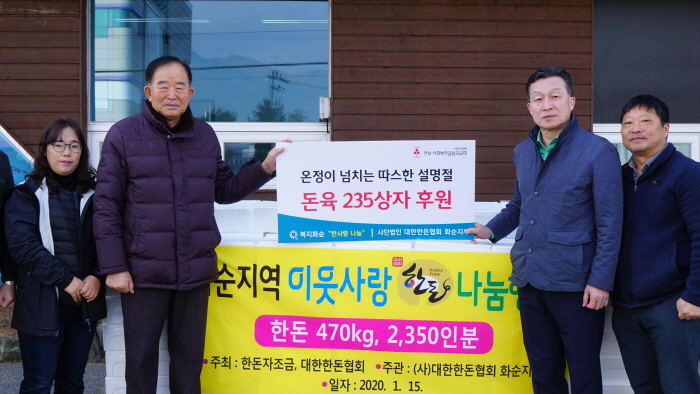 전남 사회복지공동모금회
온정이 넘치는 따스한 설명절
돈육 235상자 후원
복지화순 "한사랑 나눔" | 사단법인 대한한돈협회 화순지부
순지역 이웃사랑 한돈 나눔
한돈 470kg, 2,350인분
• 주최 : 한돈자조금, 대한한돈협회 • 주관 : (사)대한한돈협회 화순지
• 일자 : 2020. 1. 15.